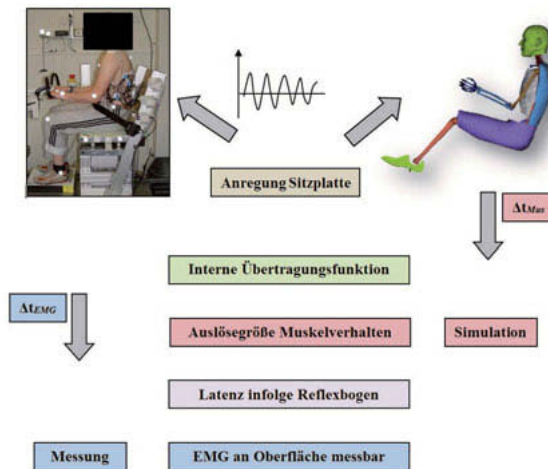 Anregung Sitzplatte
Δt_Mus
Interne Übertragungsfunktion
Δt_EMG
Auslösegröße Muskelverhalten
Simulation
Latenz infolge Reflexbogen
Messung
EMG an Oberfläche messbar